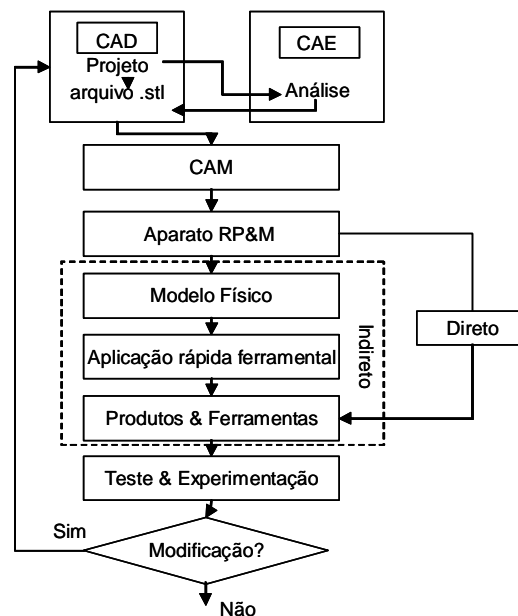 CAD
Projeto
arquivo .stl
CAE
Análise
CAM
Aparato RP&M
Modelo Físico
Aplicação rápida ferramental
Produtos & Ferramentas
Indireto
Direto
Teste & Experimentação
Sim
Modificação?
Não